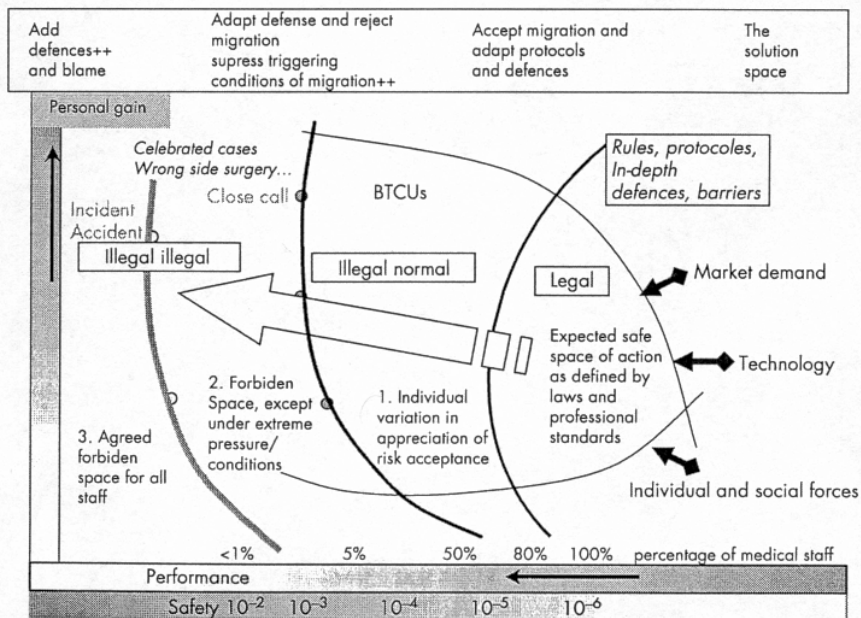 Add
defences++
and blame
Adapt defense and reject
migration
supress triggering
conditions of migration++
Accept migration and
adapt protocols
and defences
The
solution
space
Personal gain
Celebrated cases
Wrong side surgery...
Close call
BTCUs
Rules, protocoles,
In-depth
defences, barriers
Incident
Accident
Illegal illegal
Illegal normal
Legal
Market demand
Expected safe
space of action
as defined by
laws and
professional
standards
Technology
2. Forbiden
Space, except
under extreme
pressure/
conditions
1. Individual
variation in
appreciation of
risk acceptance
3. Agreed
forbiden
space for all
staff
Individual and social forces
<1% 5% 50% 80% 100% percentage of medical staff
Performance
Safety 10⁻² 10⁻³ 10⁻⁴ 10⁻⁵ 10⁻⁶